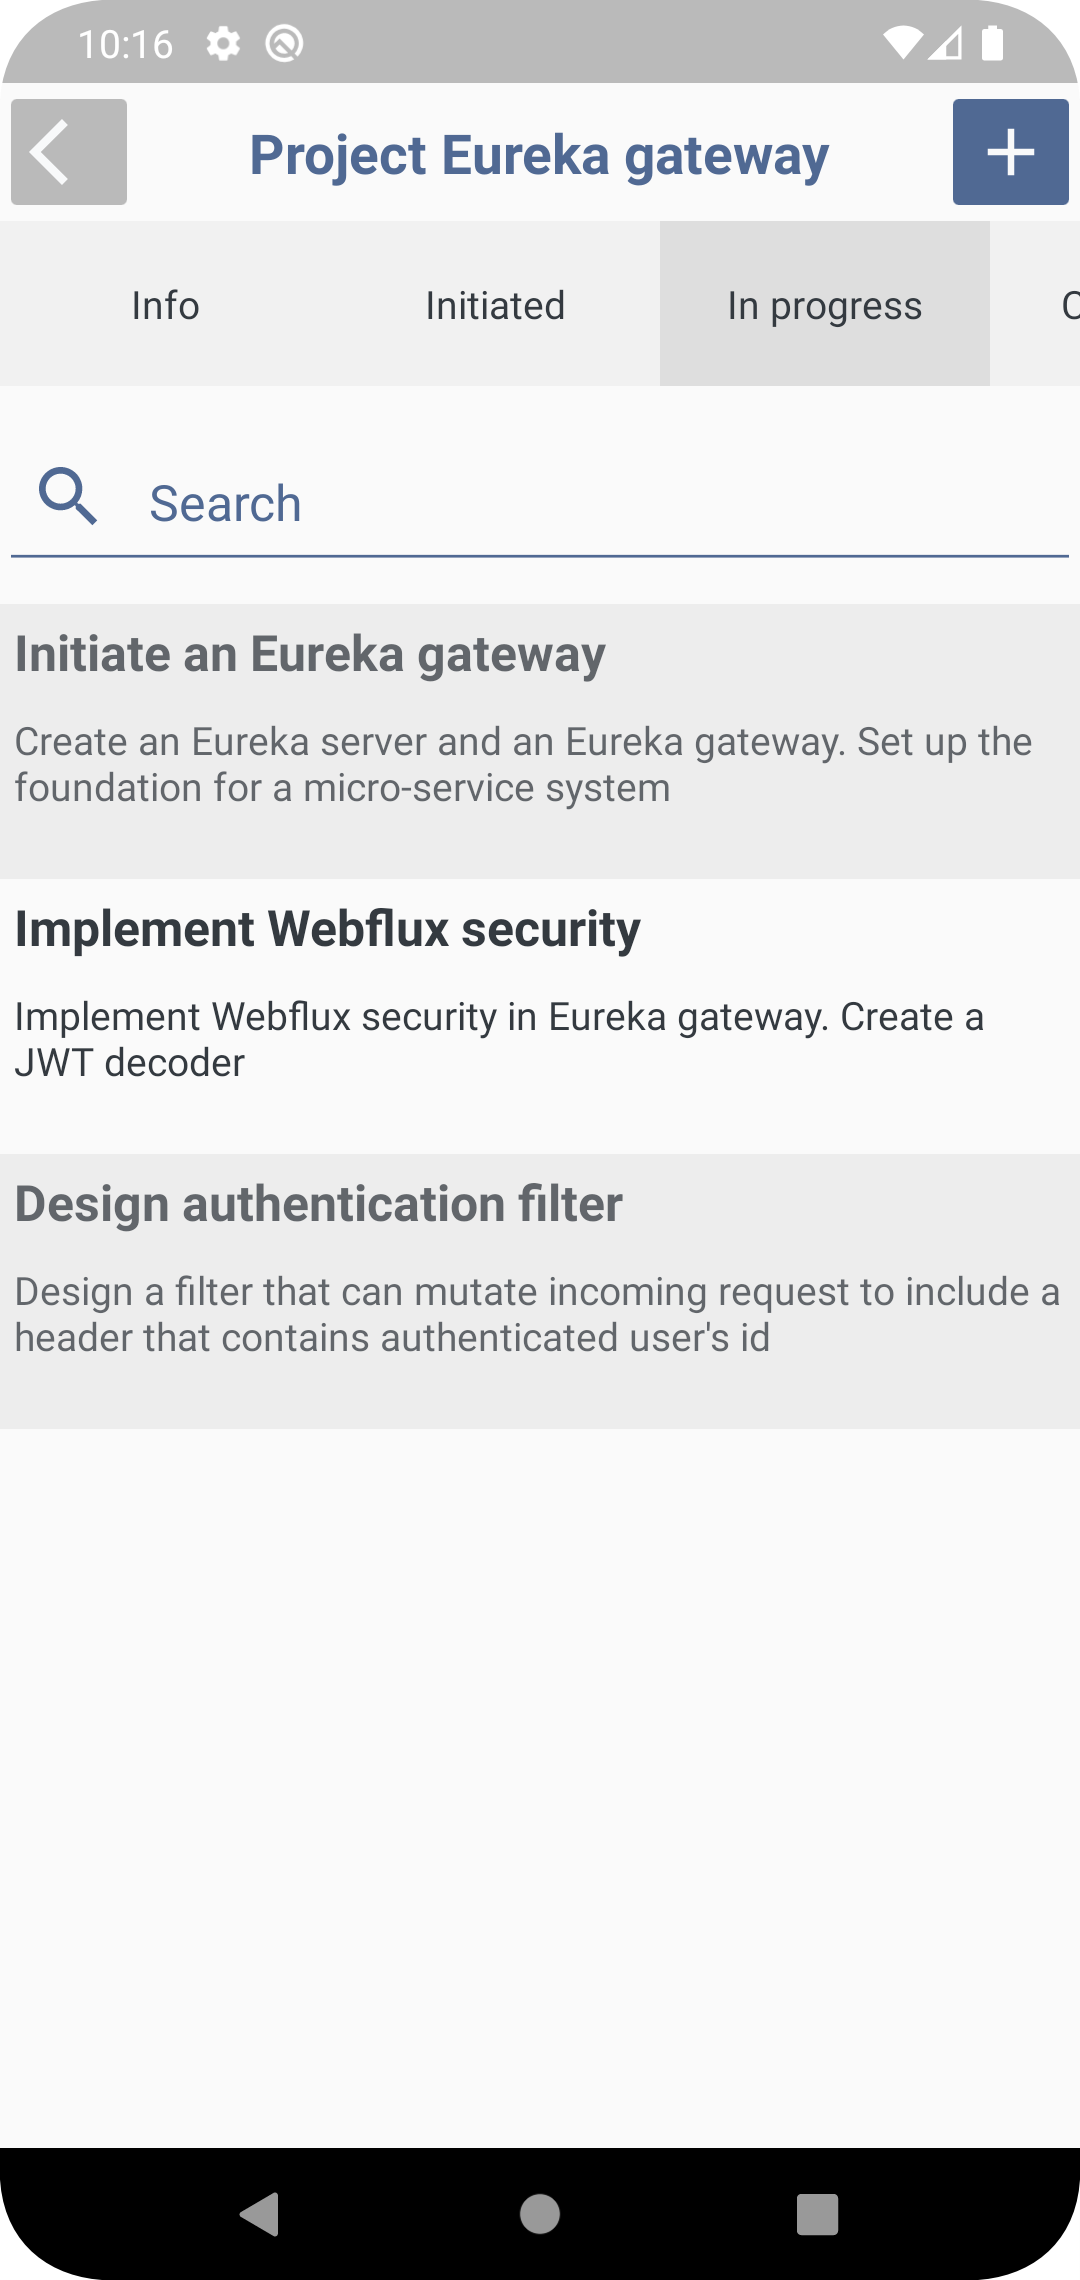 10:16
Project Eureka gateway
Info Initiated In progress
Search
Initiate an Eureka gateway
Create an Eureka server and an Eureka gateway. Set up the
foundation for a micro-service system
Implement Webflux security
Implement Webflux security in Eureka gateway. Create a
JWT decoder
Design authentication filter
Design a filter that can mutate incoming request to include a
header that contains authenticated user's id